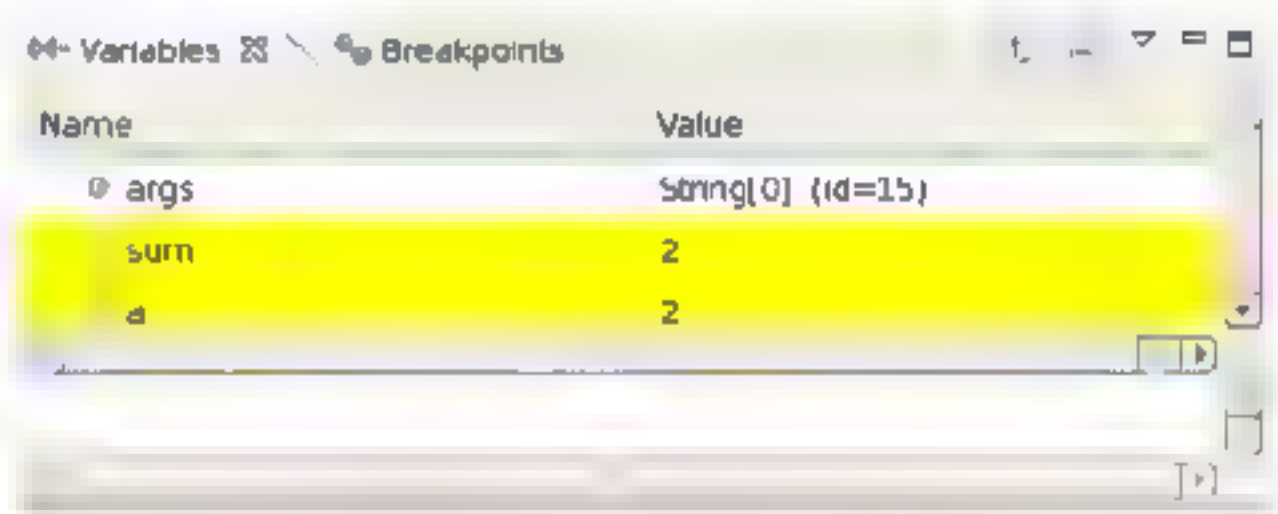 Variables Breakpoints
Name Value
args String[0] (id=15)
sum 2
a 2